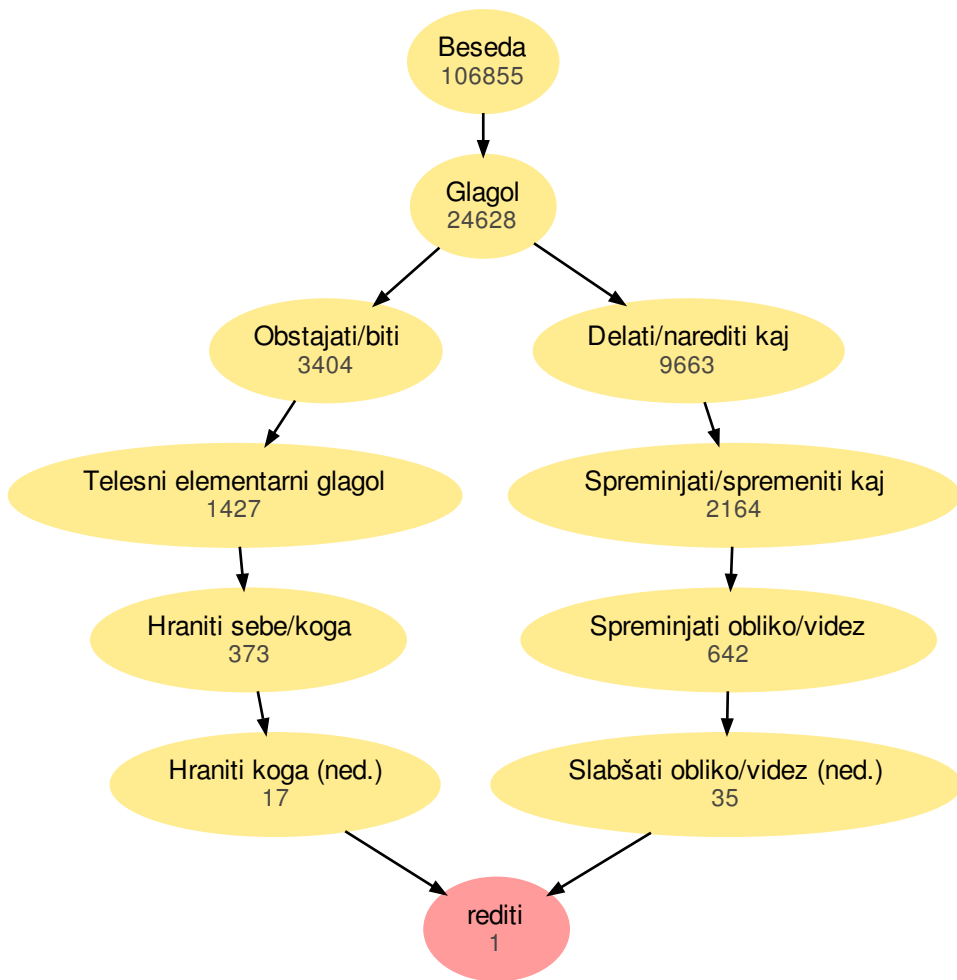 Beseda
106855
Glagol
24628
Obstajati/biti
3404
Delati/narediti kaj
9663
Telesni elementarni glagol
1427
Spreminjati/spremeniti kaj
2164
Hraniti sebe/koga
373
Spreminjati obliko/videz
642
Hraniti koga (ned.)
17
Slabšati obliko/videz (ned.)
35
rediti
1